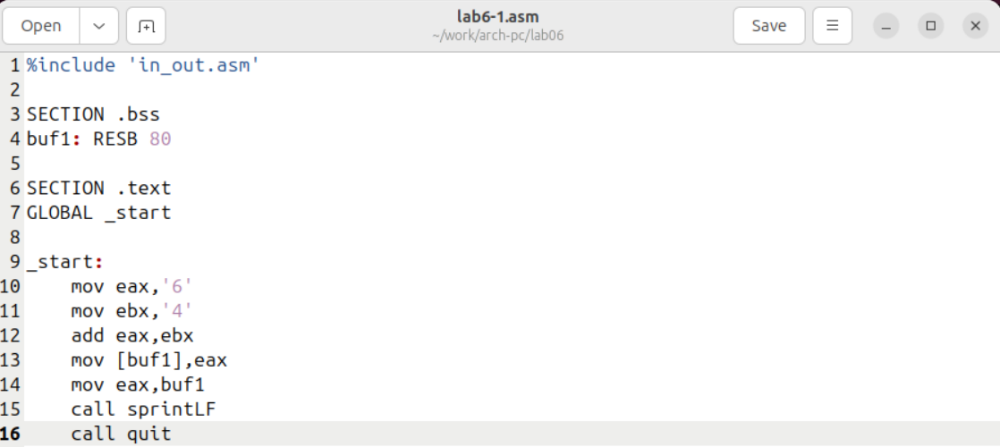 Open
lab6-1.asm
~/work/arch-pc/lab06
Save
1 %include 'in_out.asm'
2
3 SECTION .bss
4 buf1: RESB 80
5
6 SECTION .text
7 GLOBAL _start
8
9 _start:
10     mov eax,'6'
11     mov ebx,'4'
12     add eax,ebx
13     mov [buf1],eax
14     mov eax,buf1
15     call sprintLF
16     call quit